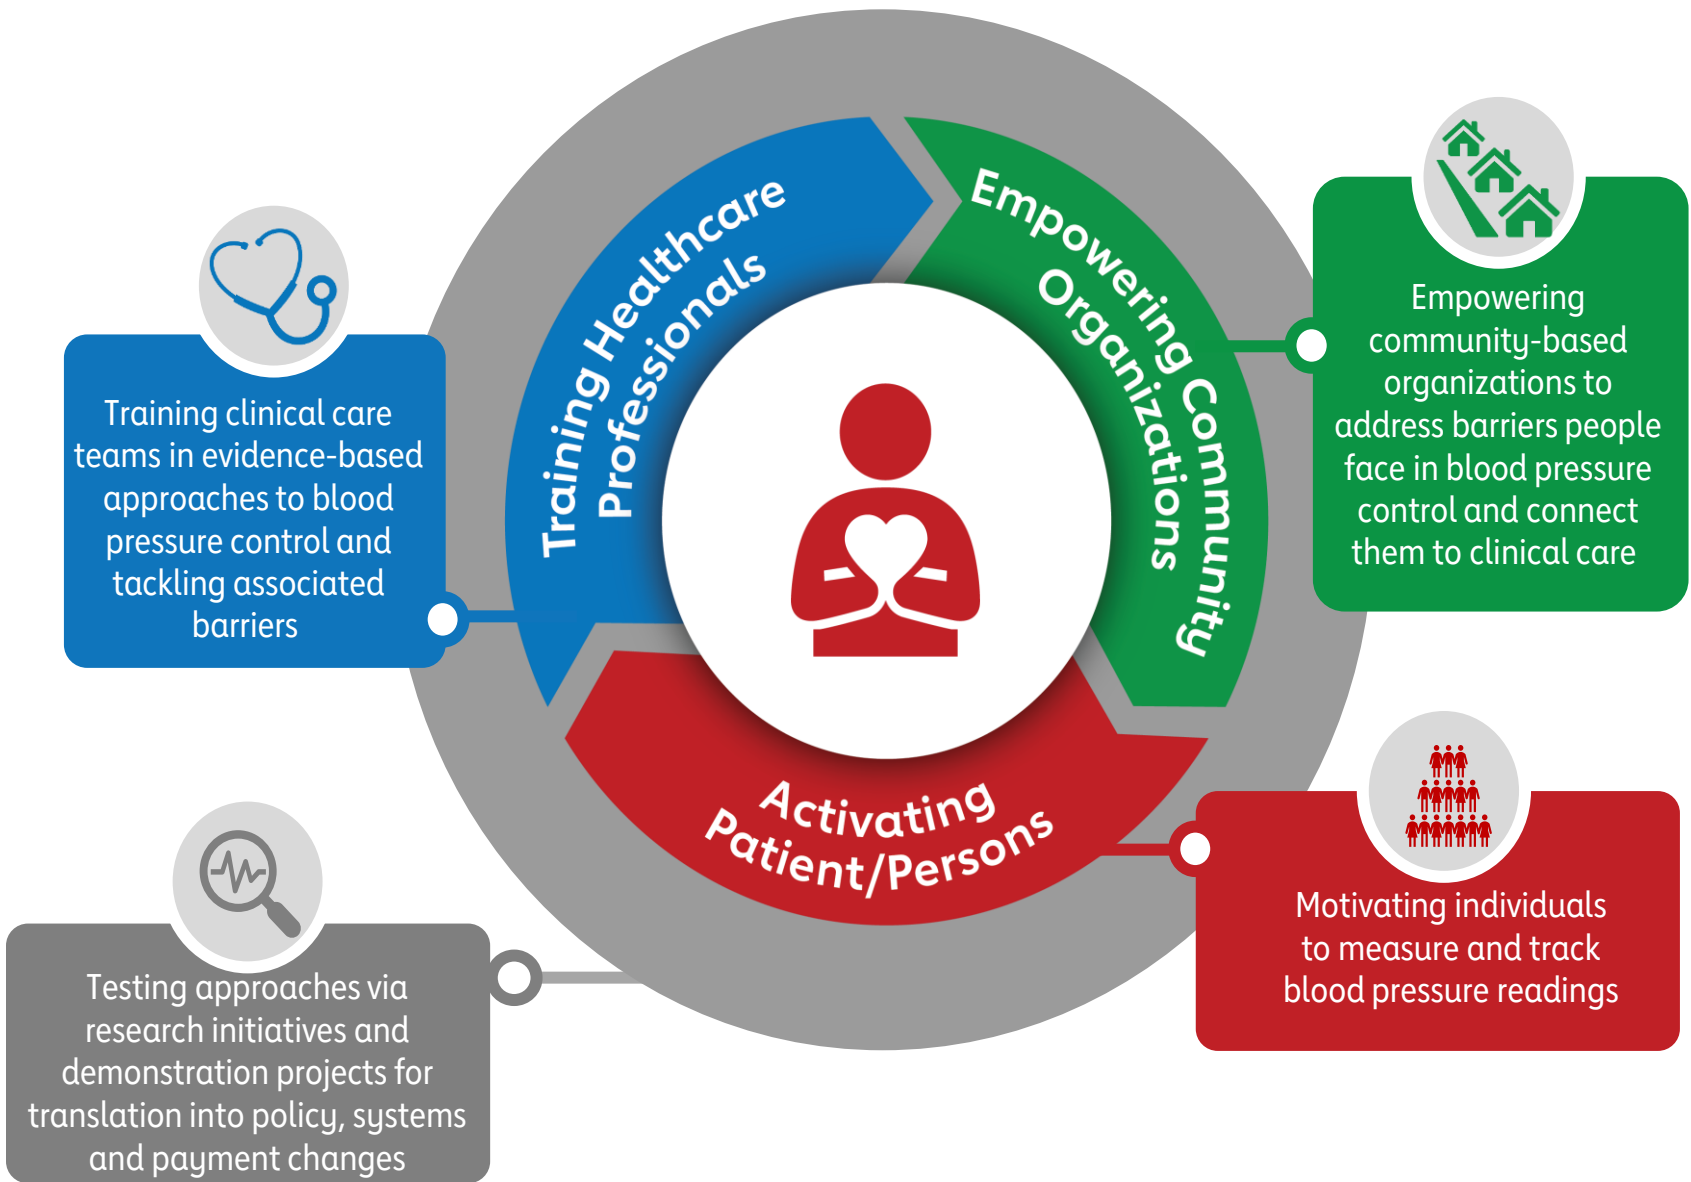 Training Healthcare
Professionals
Empowering Community
Organizations
Activating
Patient/Persons
Training clinical care
teams in evidence-based
approaches to blood
pressure control and
tackling associated
barriers
Empowering
community-based
organizations to
address barriers people
face in blood pressure
control and connect
them to clinical care
Testing approaches via
research initiatives and
demonstration projects for
translation into policy, systems
and payment changes
Motivating individuals
to measure and track
blood pressure readings